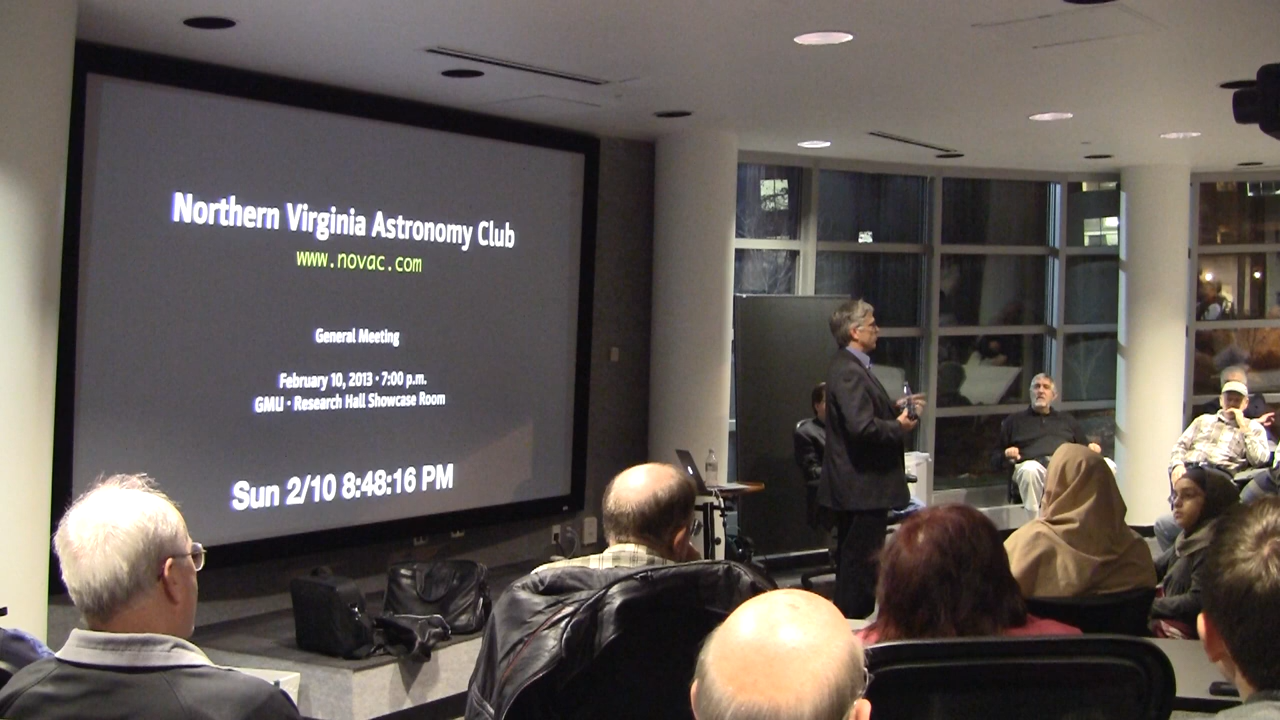 Northern Virginia Astronomy Club
www.novac.com
General Meeting
February 10, 2013 • 7:00 p.m.
GMU • Research Hall Showcase Room
Sun 2/10 8:48:16 PM